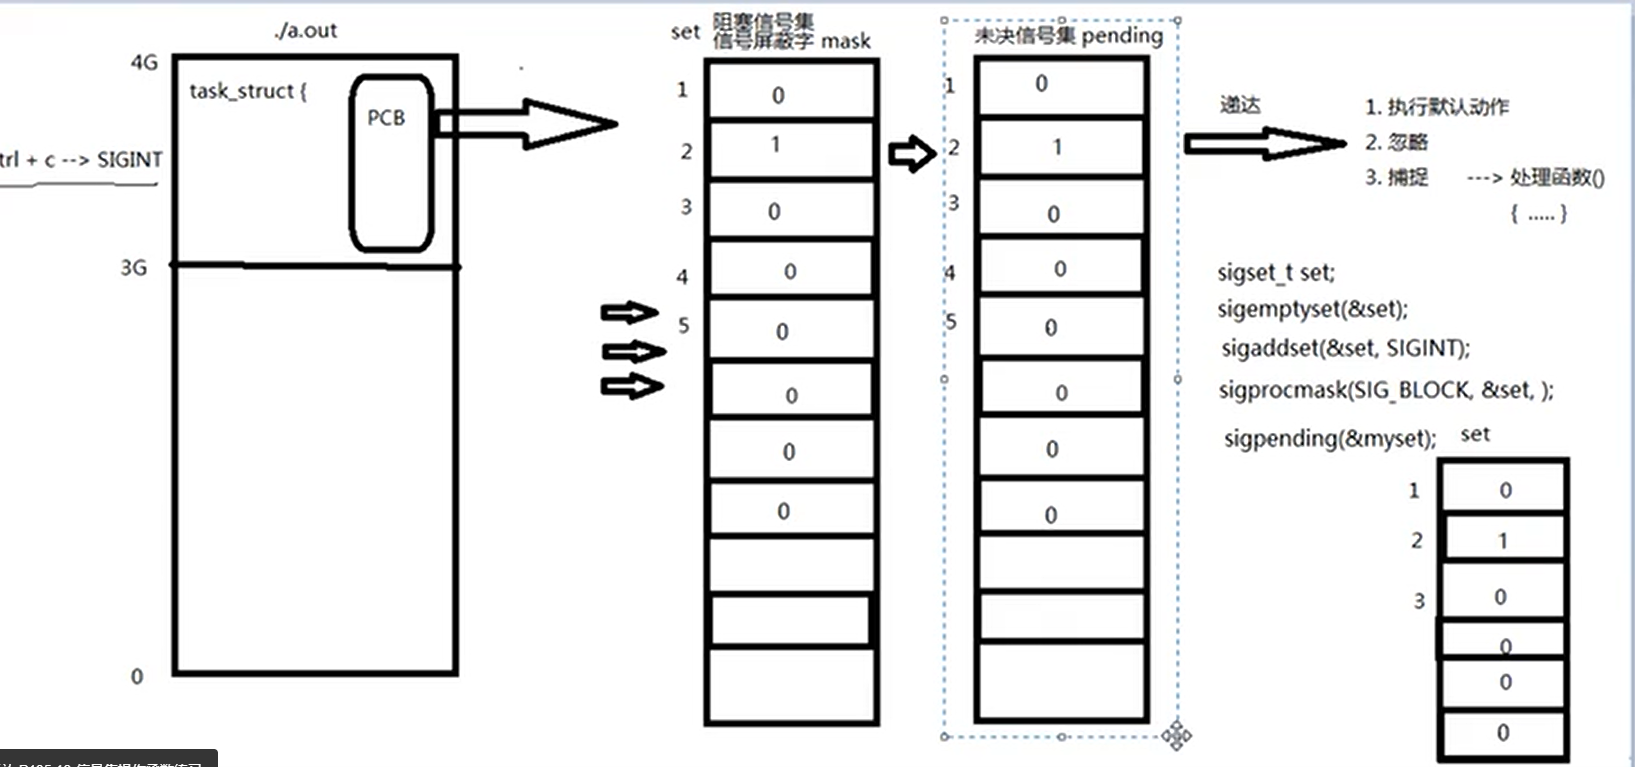 ./a.out
4G
task_struct {
PCB
trl + c --> SIGINT
3G
0
set
阻塞信号集
信号屏蔽字 mask
1 0
2 1
3 0
4 0
5 0
0
0
0
未决信号集 pending
1 0
2 1
3 0
4 0
5 0
0
0
0
递达
1. 执行默认动作
2. 忽略
3. 捕捉 ---> 处理函数()
{ ..... }
sigset_t set;
sigemptyset(&set);
sigaddset(&set, SIGINT);
sigprocmask(SIG_BLOCK, &set, );
sigpending(&myset);
set
1 0
2 1
3 0
0
0
0